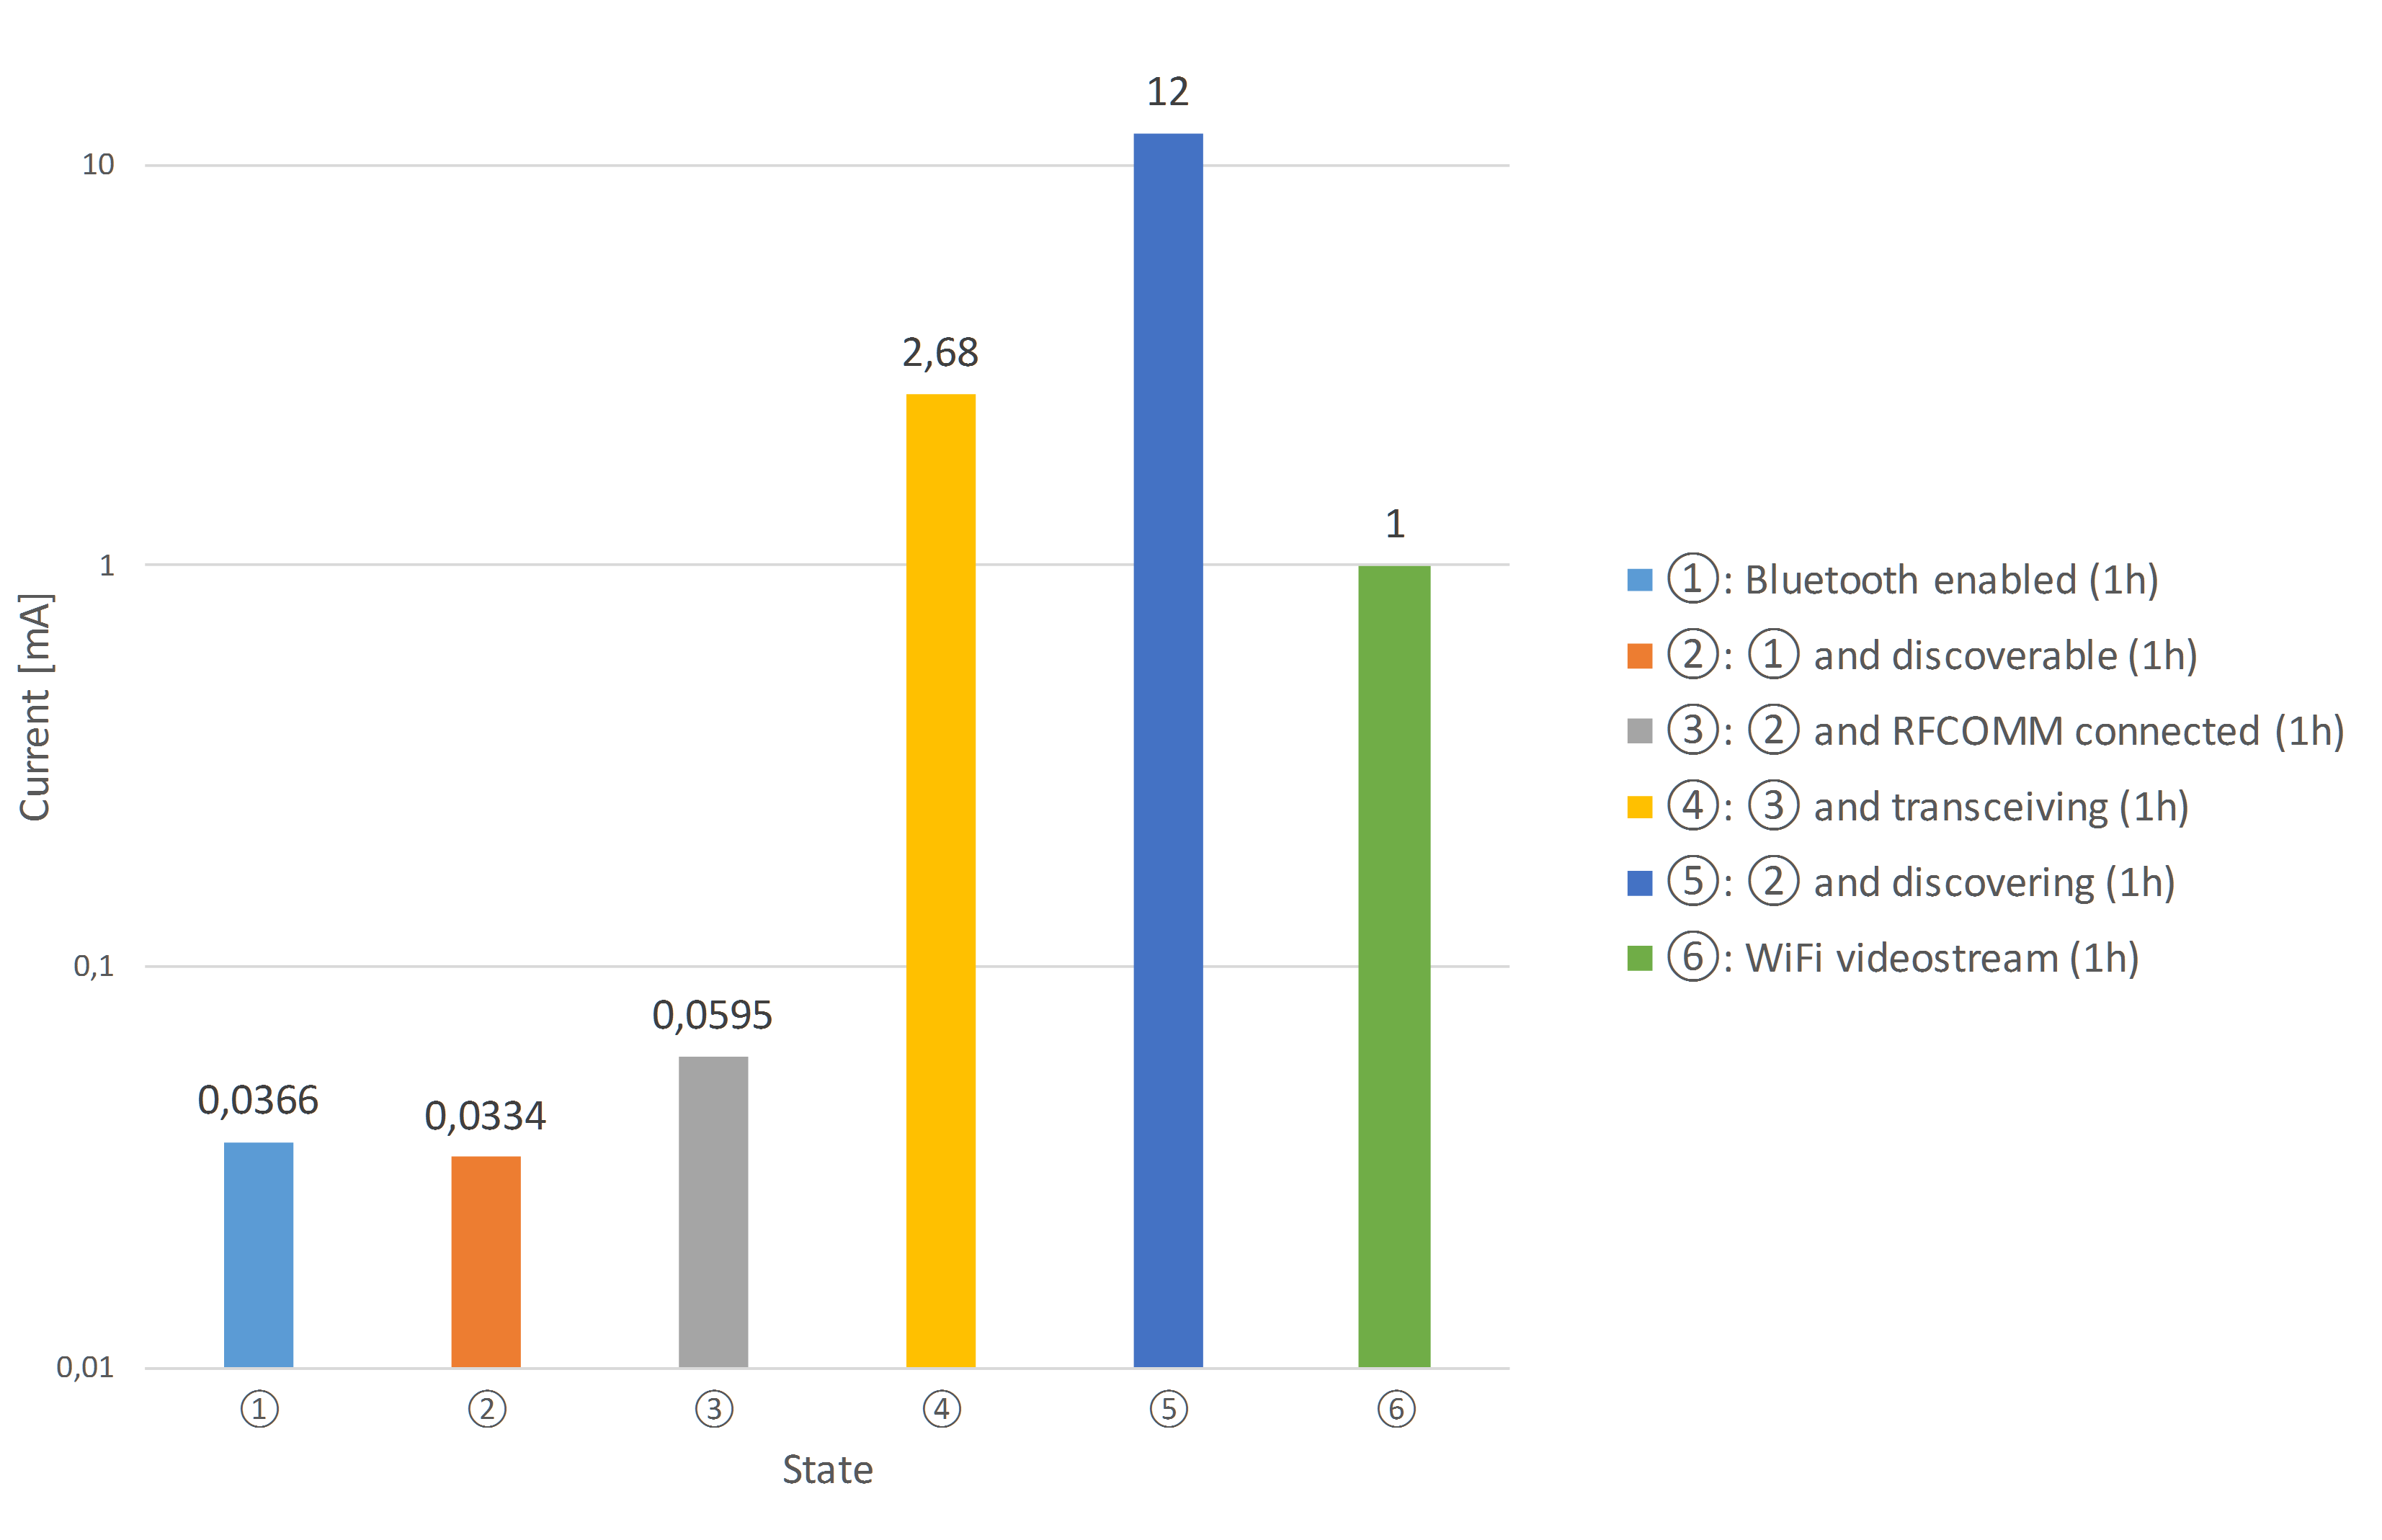 12
10
2,68
1
1
Current [mA]
0,1
0,0595
0,0366
0,0334
0,01
① ② ③ ④ ⑤ ⑥
State
①: Bluetooth enabled (1h)
②: ① and discoverable (1h)
③: ② and RFCOMM connected (1h)
④: ③ and transceiving (1h)
⑤: ② and discovering (1h)
⑥: WiFi videostream (1h)